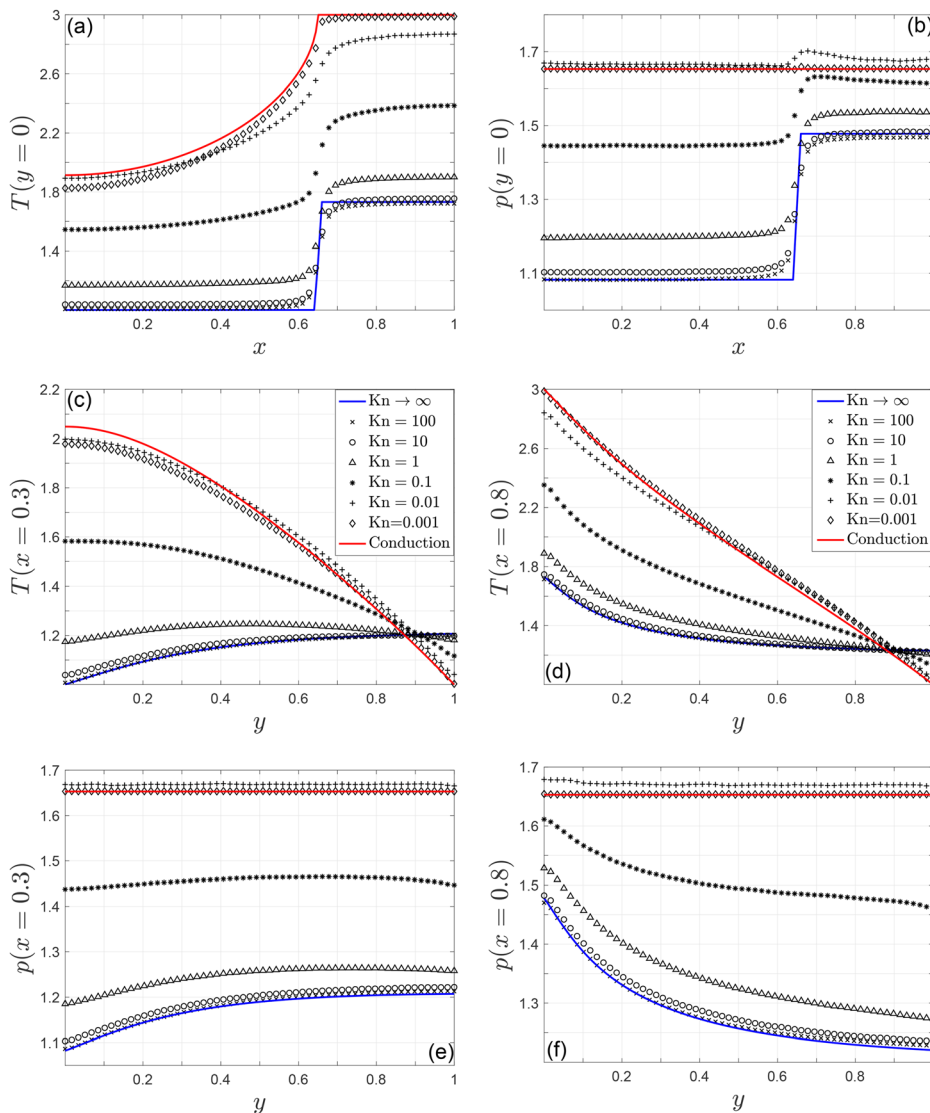 (a)
T(y = 0)
3
2.6
2.2
1.8
1.4
0.2
0.4
0.6
0.8
1
x
(b)
p(y = 0)
1.7
1.5
1.3
1.1
0.2
0.4
0.6
0.8
x
(c)
T(x = 0.3)
2.2
2
1.8
1.6
1.4
1.2
0.2
0.4
0.6
0.8
1
y
Kn → ∞
Kn = 100
Kn = 10
Kn = 1
Kn = 0.1
Kn = 0.01
Kn=0.001
Conduction
(d)
T(x = 0.8)
3
2.6
2.2
1.8
1.4
0.2
0.4
0.6
0.8
y
Kn → ∞
Kn = 100
Kn = 10
Kn = 1
Kn = 0.1
Kn = 0.01
Kn=0.001
Conduction
(e)
p(x = 0.3)
1.7
1.6
1.5
1.4
1.3
1.2
1.1
0.2
0.4
0.6
0.8
1
y
(f)
p(x = 0.8)
1.7
1.6
1.5
1.4
1.3
0.2
0.4
0.6
0.8
y